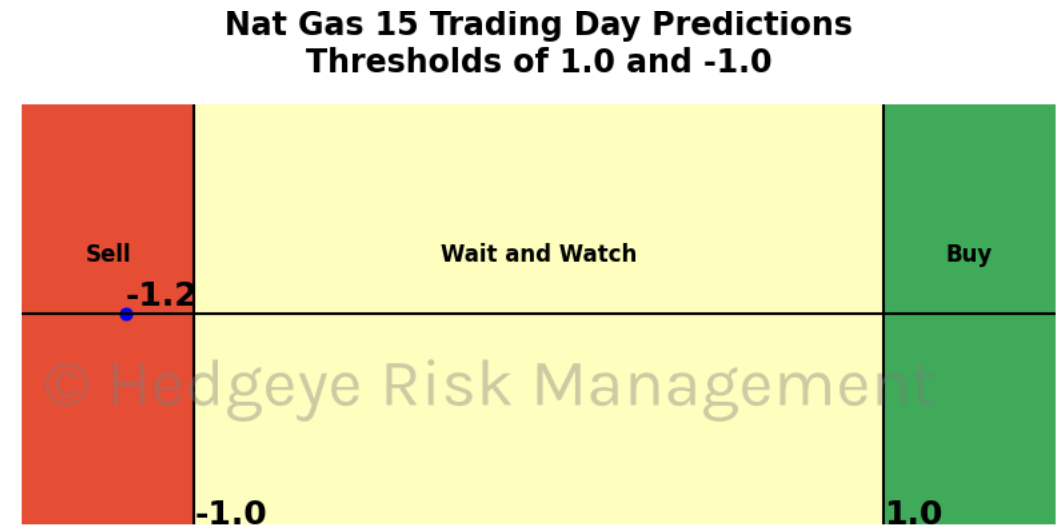 Nat Gas 15 Trading Day Predictions
Thresholds of 1.0 and -1.0
Sell
Wait and Watch
Buy
-1.2
© Hedgeye Risk Management
-1.0
1.0